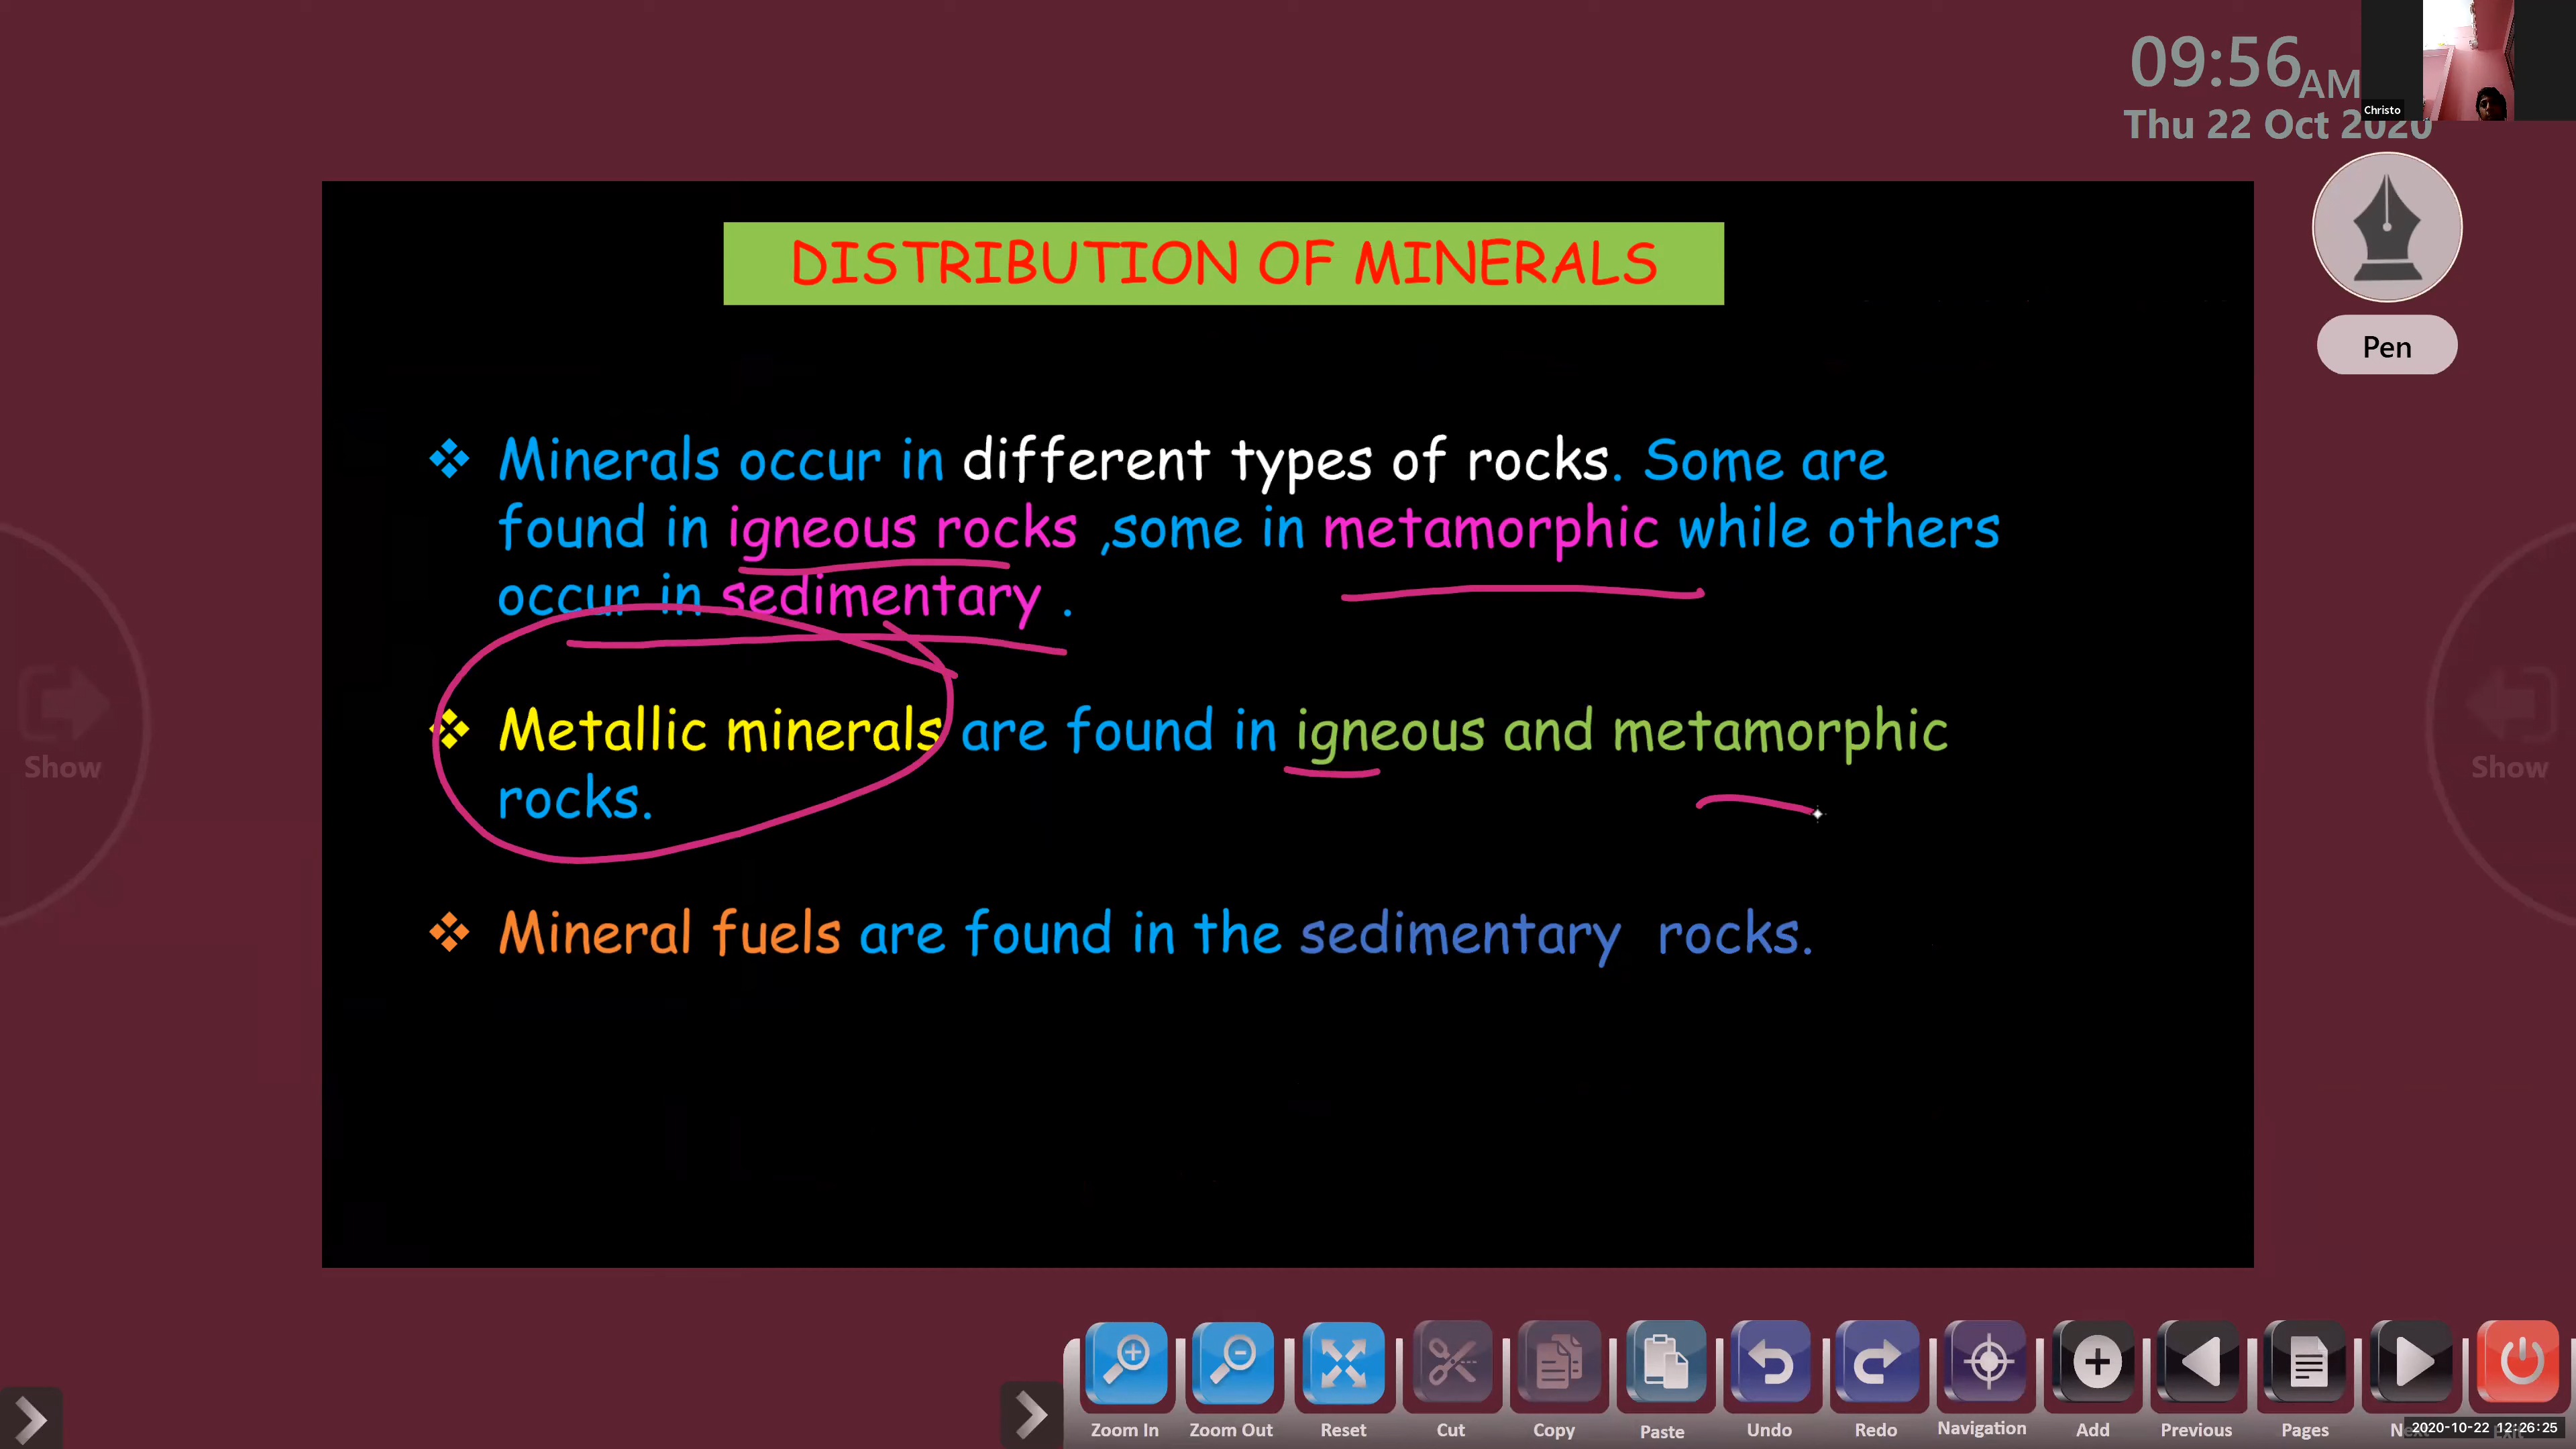 09:56 AM
Christo
Thu 22 Oct 2020
Pen
DISTRIBUTION OF MINERALS
Minerals occur in different types of rocks. Some are
found in igneous rocks ,some in metamorphic while others
occur in sedimentary .
Metallic minerals are found in igneous and metamorphic
rocks.
Mineral fuels are found in the sedimentary rocks.
Show
Show
Zoom In Zoom Out Reset Cut Copy Paste Undo Redo Navigation Add Previous Pages
2020-10-22 12:26:25